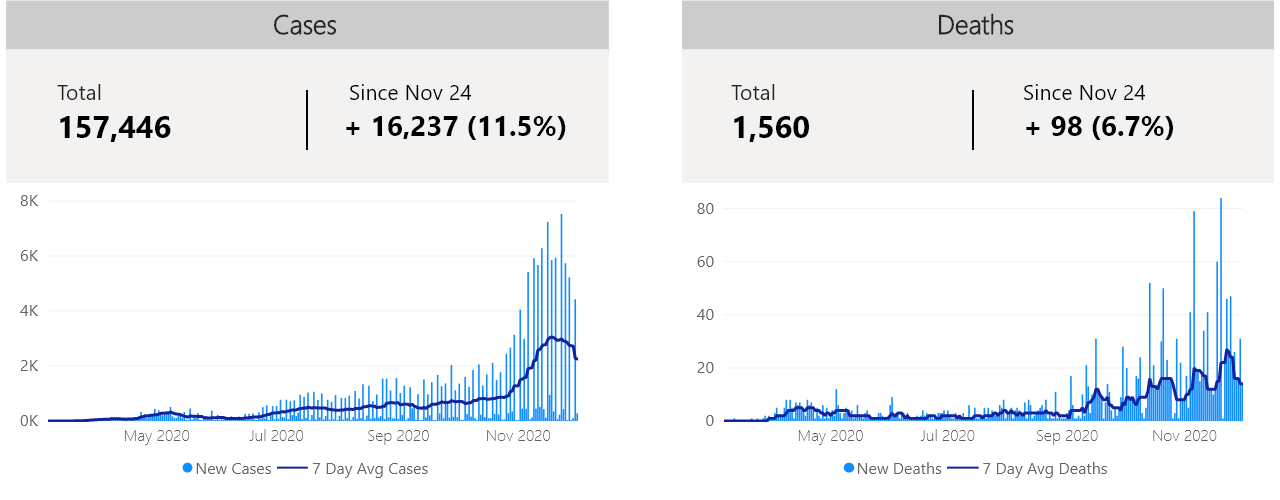 Cases
Total
157,446
Since Nov 24
+ 16,237 (11.5%)
8K
6K
4K
2K
0K
May 2020 Jul 2020 Sep 2020 Nov 2020
New Cases 7 Day Avg Cases
Deaths
Total
1,560
Since Nov 24
+ 98 (6.7%)
80
60
40
20
0
May 2020 Jul 2020 Sep 2020 Nov 2020
New Deaths 7 Day Avg Deaths